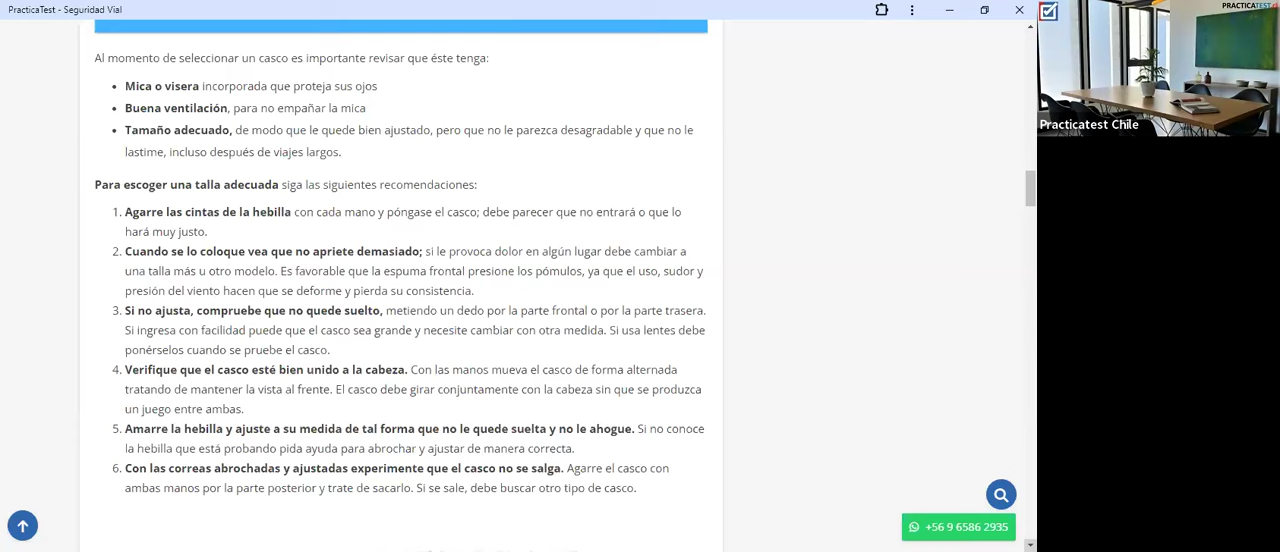 PracticaTest - Seguridad Vial
PRACTICATEST
Al momento de seleccionar un casco es importante revisar que éste tenga:
• Mica o visera incorporada que proteja sus ojos
• Buena ventilación, para no empañar la mica
Practicatest Chile
• Tamaño adecuado, de modo que le quede bien ajustado, pero que no le parezca desagradable y que no le
lastime, incluso después de viajes largos.
Para escoger una talla adecuada siga las siguientes recomendaciones:
1. Agarre las cintas de la hebilla con cada mano y póngase el casco; debe parecer que no entrará o que lo
hará muy justo.
2. Cuando se lo coloque vea que no apriete demasiado; si le provoca dolor en algún lugar debe cambiar a
una talla más u otro modelo. Es favorable que la espuma frontal presione los pómulos, ya que el uso, sudor y
presión del viento hacen que se deforme y pierda su consistencia.
3. Si no ajusta, compruebe que no quede suelto, metiendo un dedo por la parte frontal o por la parte trasera.
Si ingresa con facilidad puede que el casco sea grande y necesite cambiar con otra medida. Si usa lentes debe
ponérselos cuando se pruebe el casco.
4. Verifique que el casco esté bien unido a la cabeza. Con las manos mueva el casco de forma alternada
tratando de mantener la vista al frente. El casco debe girar conjuntamente con la cabeza sin que se produzca
un juego entre ambas.
5. Amarre la hebilla y ajuste a su medida de tal forma que no le quede suelta y no le ahogue. Si no conoce
la hebilla que está probando pida ayuda para abrochar y ajustar de manera correcta.
6. Con las correas abrochadas y ajustadas experimente que el casco no se salga. Agarre el casco con
ambas manos por la parte posterior y trate de sacarlo. Si se sale, debe buscar otro tipo de casco.
+56 9 6586 2935